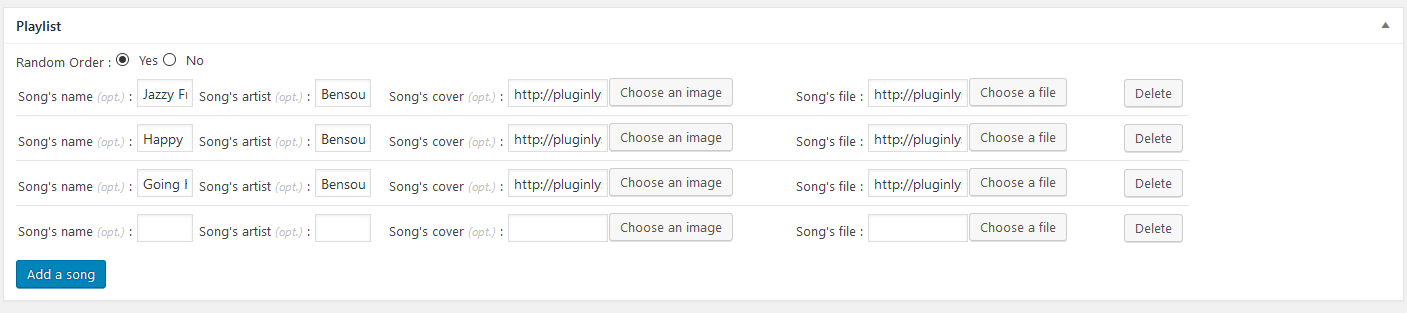 Playlist
Random Order : Yes No
Song's name (opt.) : Jazzy Fr Song's artist (opt.) : Bensou Song's cover (opt.) : http://pluginly Choose an image Song's file : http://pluginly Choose a file Delete
Song's name (opt.) : Happy Song's artist (opt.) : Bensou Song's cover (opt.) : http://pluginly Choose an image Song's file : http://pluginly Choose a file Delete
Song's name (opt.) : Going Song's artist (opt.) : Bensou Song's cover (opt.) : http://pluginly Choose an image Song's file : http://pluginly Choose a file Delete
Song's name (opt.) : Song's artist (opt.) : Song's cover (opt.) : Choose an image Song's file : Choose a file Delete
Add a song